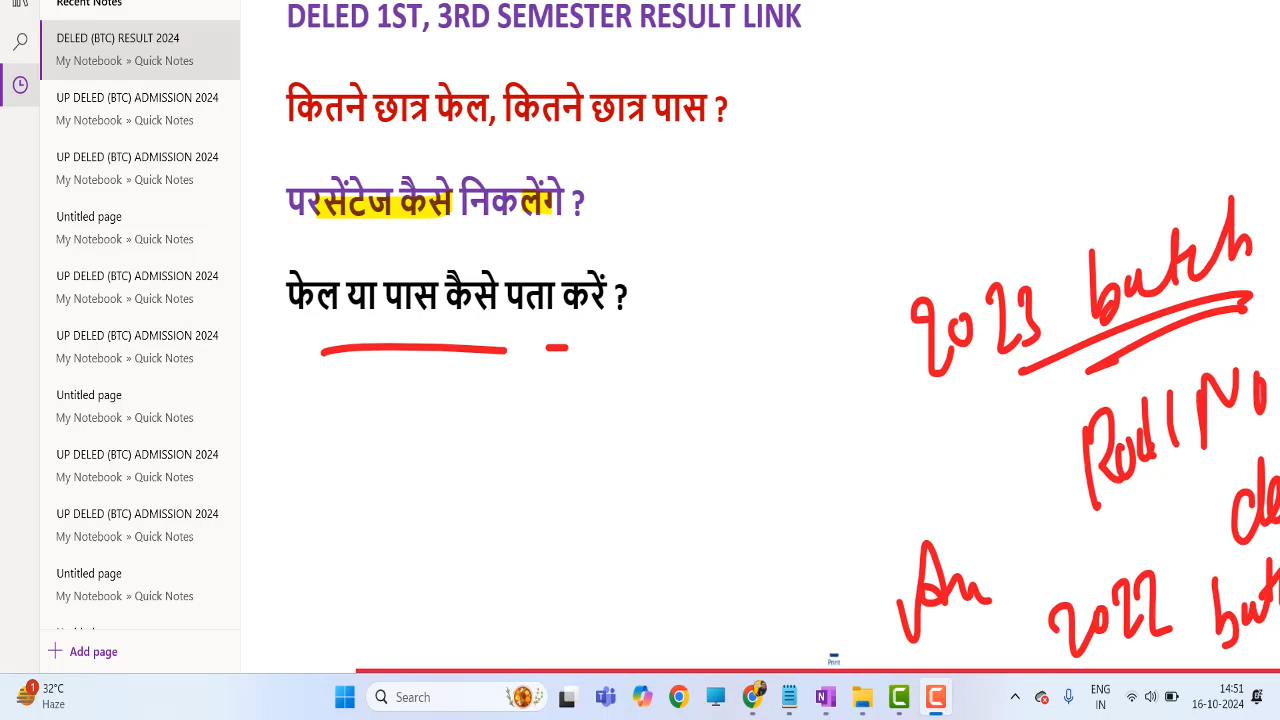 Recent Notes
DELED (BTC) RESULT 2024
My Notebook » Quick Notes
UP DELED (BTC) ADMISSION 2024
My Notebook » Quick Notes
UP DELED (BTC) ADMISSION 2024
My Notebook » Quick Notes
Untitled page
My Notebook » Quick Notes
UP DELED (BTC) ADMISSION 2024
My Notebook » Quick Notes
UP DELED (BTC) ADMISSION 2024
My Notebook » Quick Notes
Untitled page
My Notebook » Quick Notes
UP DELED (BTC) ADMISSION 2024
My Notebook » Quick Notes
UP DELED (BTC) ADMISSION 2024
My Notebook » Quick Notes
Untitled page
My Notebook » Quick Notes
Add page
DELED 1ST, 3RD SEMESTER RESULT LINK
कितने छात्र फेल, कितने छात्र पास ?
परसेंटेज कैसे निकलेंगे ?
फेल या पास कैसे पता करें ?
2023 batch
Roll No
de
2022 batch
Print
1
32°C
Haze
Search
ENG
IN
14:51
16-10-2024